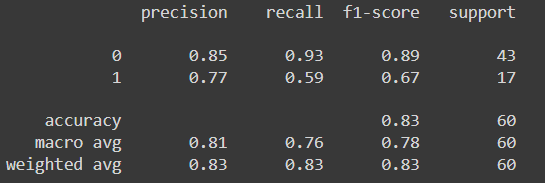 precision recall f1-score support
0 0.85 0.93 0.89 43
1 0.77 0.59 0.67 17
accuracy 0.83 60
macro avg 0.81 0.76 0.78 60
weighted avg 0.83 0.83 0.83 60